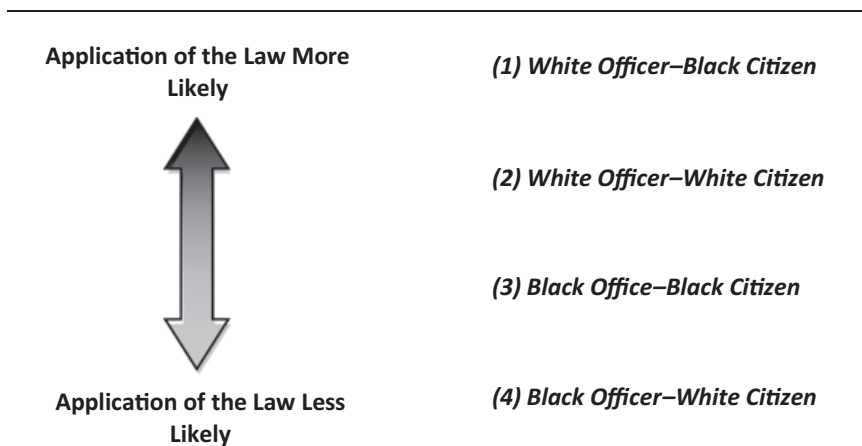 Application of the Law More
Likely
(1) White Officer–Black Citizen
(2) White Officer–White Citizen
(3) Black Office–Black Citizen
(4) Black Officer–White Citizen
Application of the Law Less
Likely